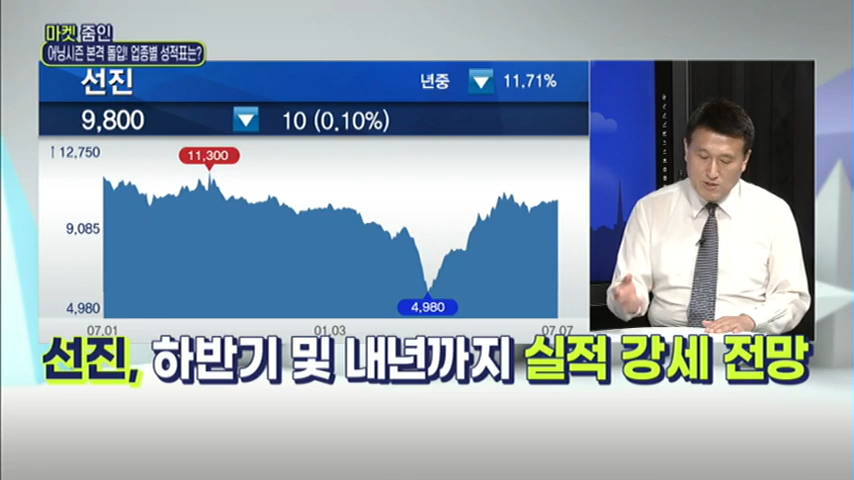 마켓 줌인
어닝시즌 본격 돌입! 업종별 성적표는?
선진
년중 ▼ 11.71%
9,800 ▼ 10 (0.10%)
↑12,750
11,300
9,085
4,980
4,980
07.01 01.03 07.07
선진, 하반기 및 내년까지 실적 강세 전망